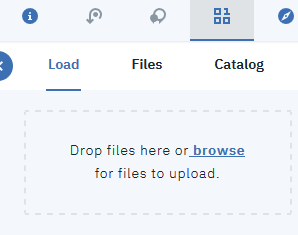 Load Files Catalog
Drop files here or browse
for files to upload.